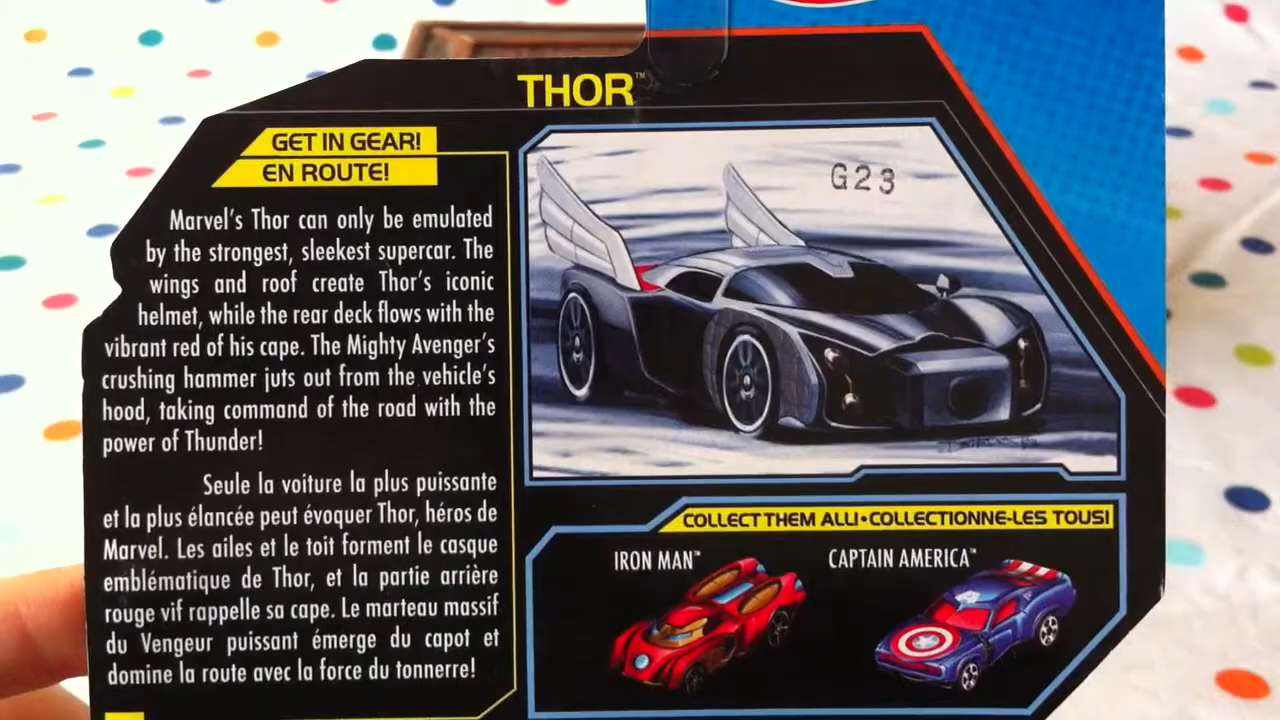 THOR™
GET IN GEAR!
EN ROUTE!
Marvel's Thor can only be emulated
by the strongest, sleekest supercar. The
wings and roof create Thor's iconic
helmet, while the rear deck flows with the
vibrant red of his cape. The Mighty Avenger's
crushing hammer juts out from the vehicle's
hood, taking command of the road with the
power of Thunder!
Seule la voiture la plus puissante
et la plus élancée peut évoquer Thor, héros de
Marvel. Les ailes et le toit forment le casque
emblématique de Thor, et la partie arrière
rouge vif rappelle sa cape. Le marteau massif
du Vengeur puissant émerge du capot et
domine la route avec la force du tonnerre!
G23
COLLECT THEM ALL!•COLLECTIONNE-LES TOUS!
IRON MAN™
CAPTAIN AMERICA™